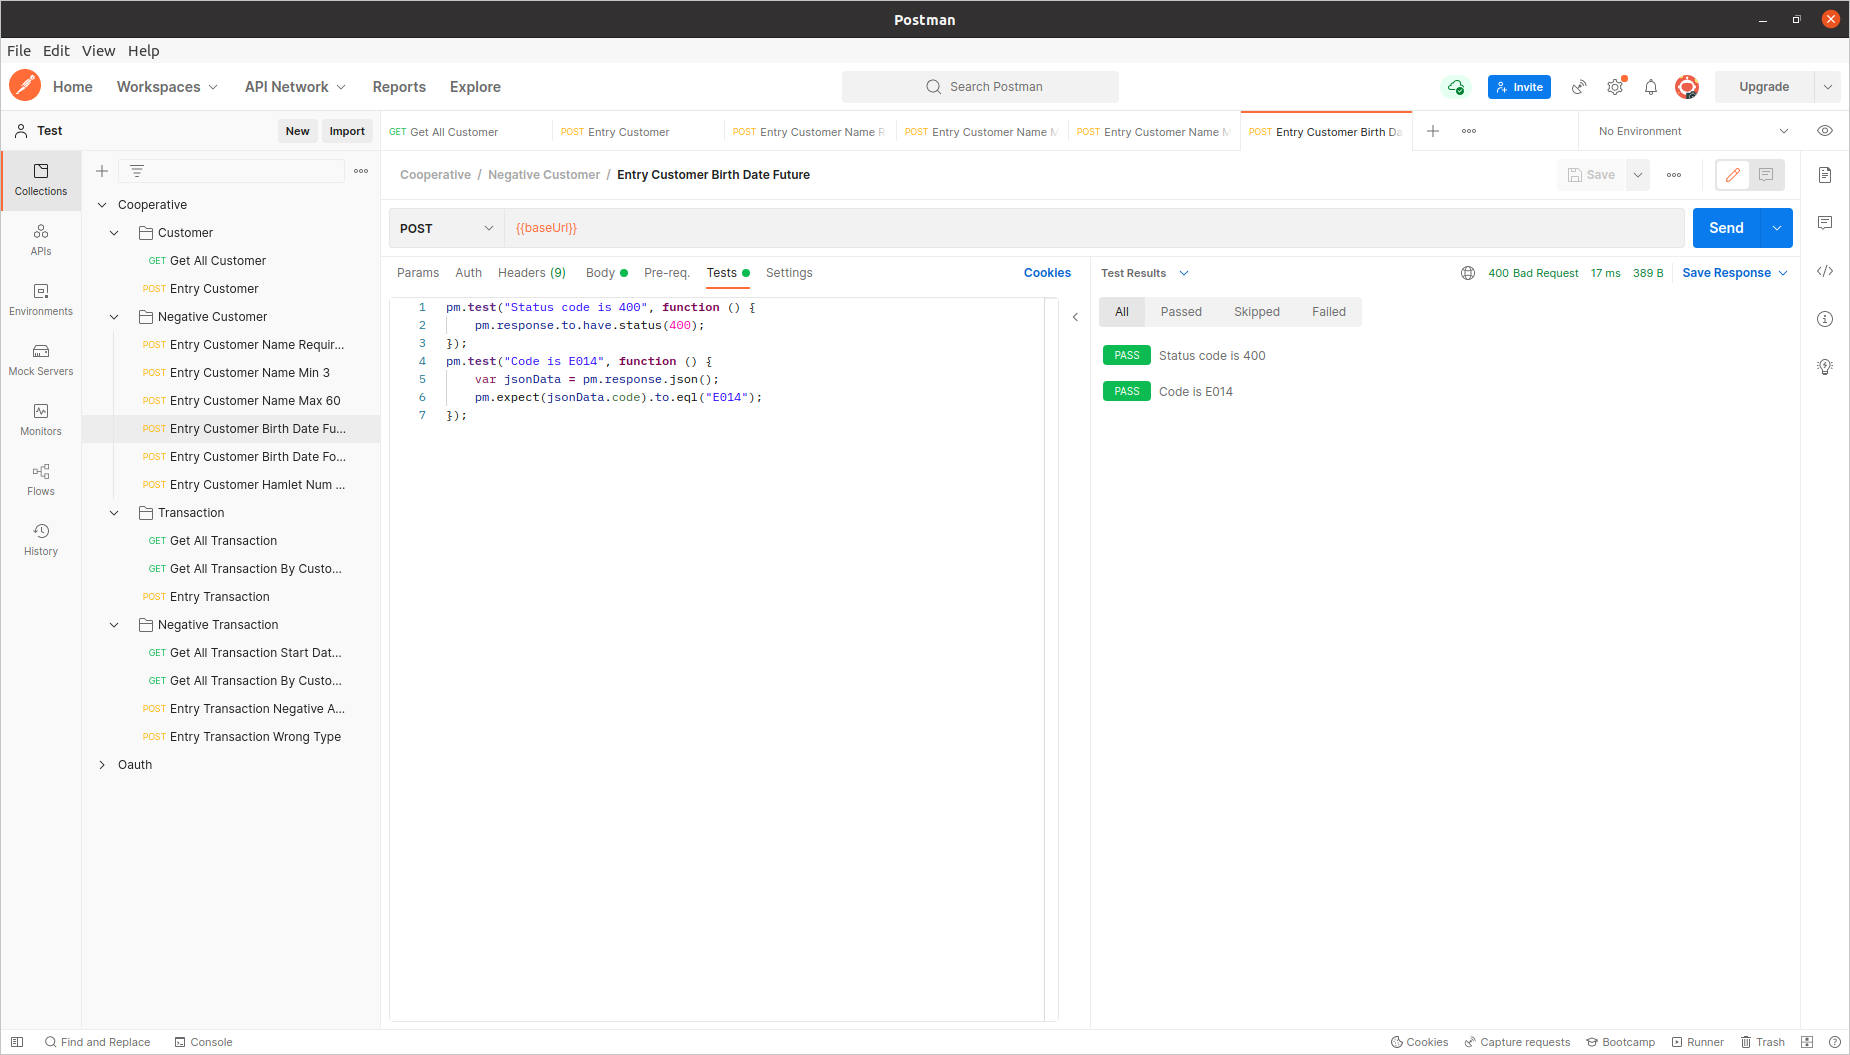 Postman
File Edit View Help
Home Workspaces API Network Reports Explore Search Postman Invite Upgrade
Test New Import
GET Get All Customer POST Entry Customer POST Entry Customer Name R POST Entry Customer Name M POST Entry Customer Name M POST Entry Customer Birth Da No Environment
Collections
APIs
Environments
Mock Servers
Monitors
Flows
History
Cooperative
Customer
GET Get All Customer
POST Entry Customer
Negative Customer
POST Entry Customer Name Requir...
POST Entry Customer Name Min 3
POST Entry Customer Name Max 60
POST Entry Customer Birth Date Fu...
POST Entry Customer Birth Date Fo...
POST Entry Customer Hamlet Num ...
Transaction
GET Get All Transaction
GET Get All Transaction By Custo...
POST Entry Transaction
Negative Transaction
GET Get All Transaction Start Dat...
GET Get All Transaction By Custo...
POST Entry Transaction Negative A...
POST Entry Transaction Wrong Type
Oauth
Cooperative / Negative Customer / Entry Customer Birth Date Future Save
POST {{baseUrl}} Send
Params Auth Headers (9) Body Pre-req. Tests Settings Cookies
1 pm.test("Status code is 400", function () {
2 pm.response.to.have.status(400);
3 });
4 pm.test("Code is E014", function () {
5 var jsonData = pm.response.json();
6 pm.expect(jsonData.code).to.eql("E014");
7 });
Test Results 400 Bad Request 17 ms 389 B Save Response
All Passed Skipped Failed
PASS Status code is 400
PASS Code is E014
Find and Replace Console Cookies Capture requests Bootcamp Runner Trash